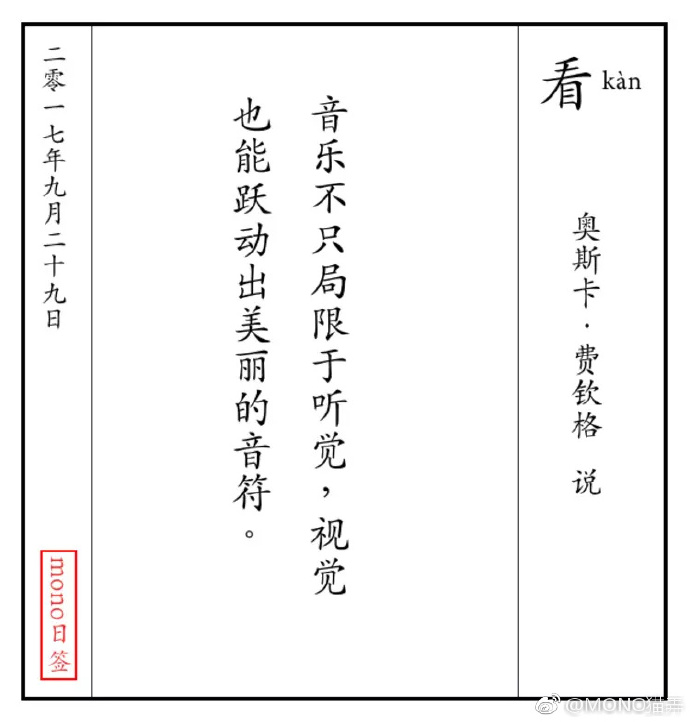 看 kàn
奥斯卡·费钦格 说
音乐不只局限于听觉，视觉
也能跃动出美丽的音符。
二零一七年九月二十九日
mono日签
@MONO猫弄